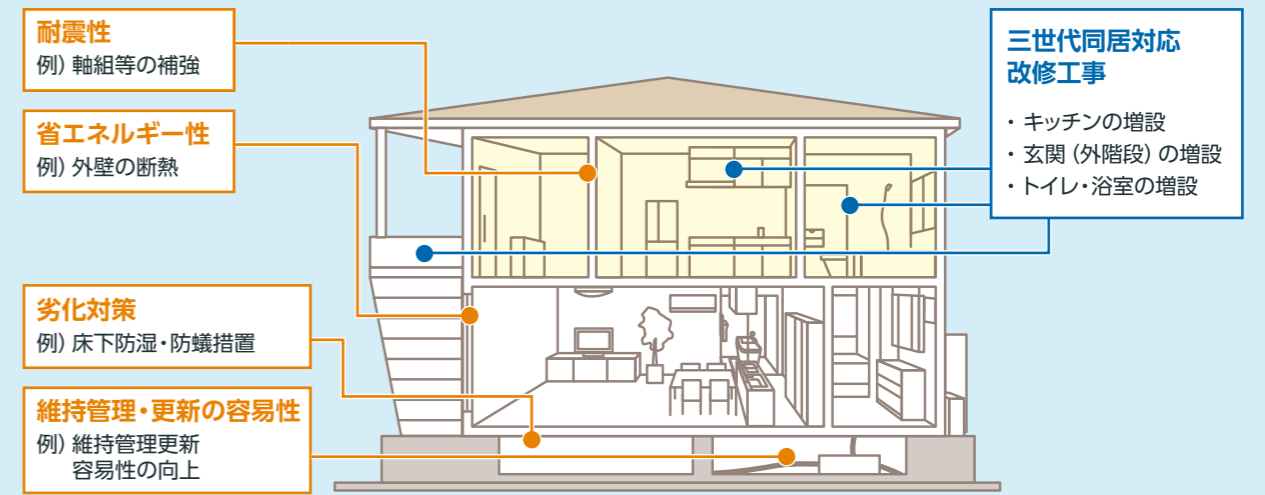 耐震性
例）軸組等の補強
省エネルギー性
例）外壁の断熱
劣化対策
例）床下防湿・防蟻措置
維持管理・更新の容易性
例）維持管理更新
容易性の向上
三世代同居対応
改修工事
・キッチンの増設
・玄関（外階段）の増設
・トイレ・浴室の増設